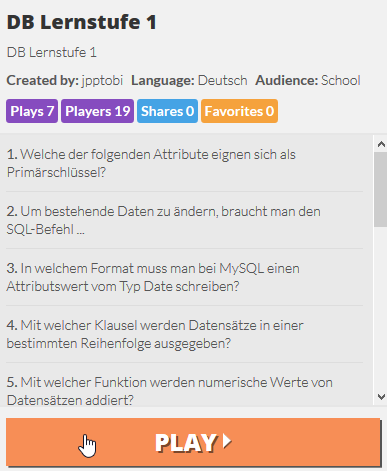 DB Lernstufe 1
DB Lernstufe 1
Created by: jpptobi Language: Deutsch Audience: School
Plays 7 Players 19 Shares 0 Favorites 0
1. Welche der folgenden Attribute eignen sich als
Primärschlüssel?
2. Um bestehende Daten zu ändern, braucht man den
SQL-Befehl ...
3. In welchem Format muss man bei MySQL einen
Attributswert vom Typ Date schreiben?
4. Mit welcher Klausel werden Datensätze in einer
bestimmten Reihenfolge ausgegeben?
5. Mit welcher Funktion werden numerische Werte von
Datensätzen addiert?
PLAY